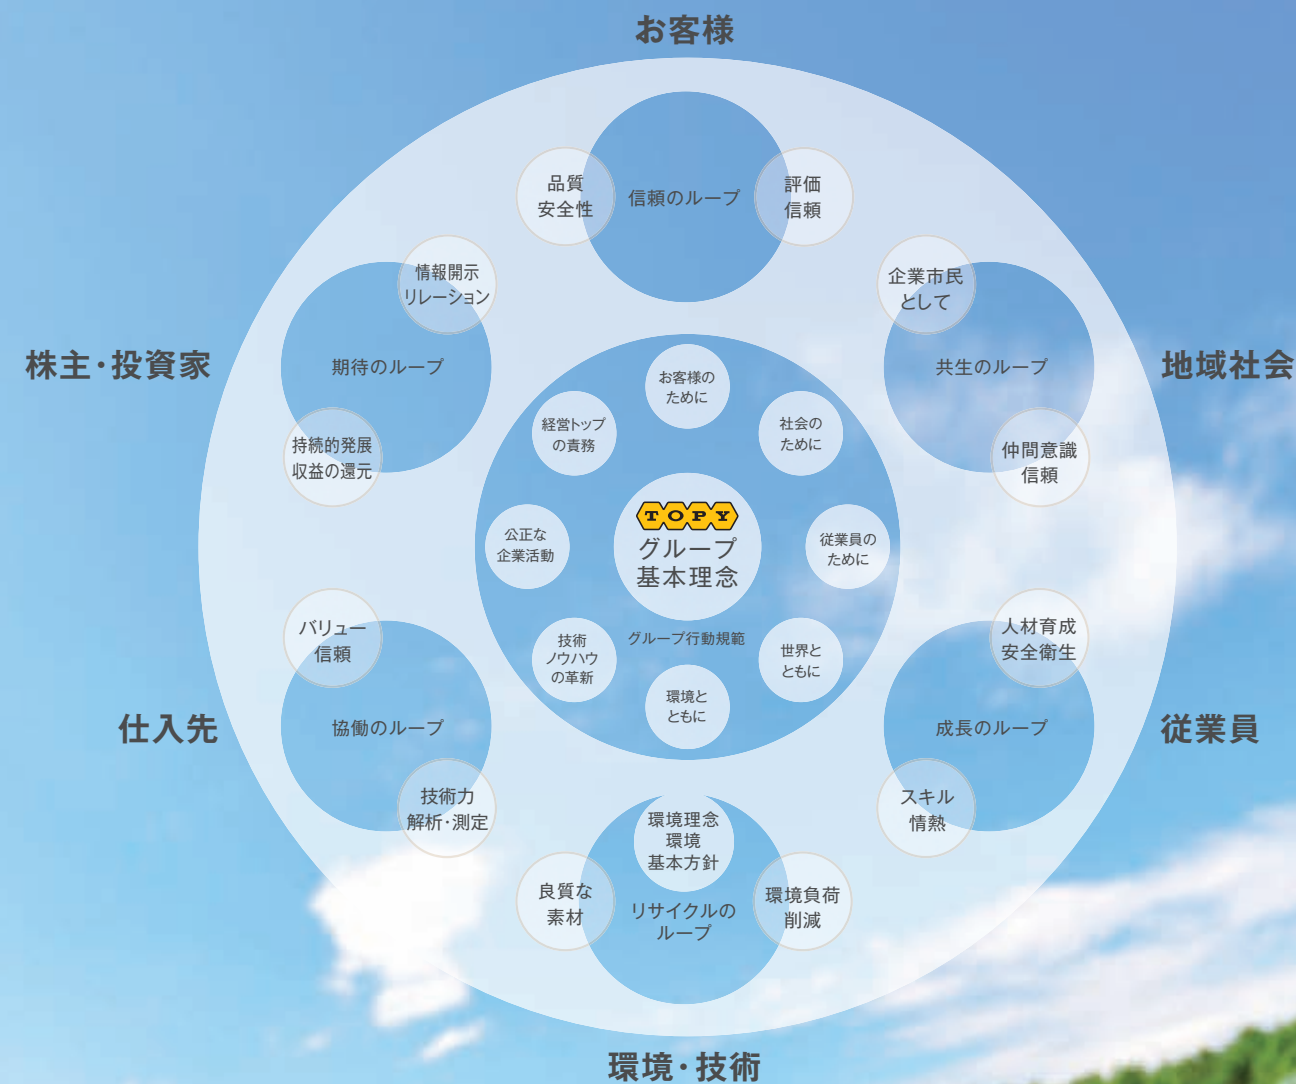 お客様
品質
安全性
信頼のループ
評価
信頼
情報開示
リレーション
期待のループ
持続的発展
収益の還元
株主・投資家
企業市民
として
共生のループ
仲間意識
信頼
地域社会
お客様の
ために
経営トップ
の責務
社会の
ために
公正な
企業活動
TOPY
グループ
基本理念
従業員の
ために
技術
ノウハウ
の革新
グループ行動規範
世界と
ともに
環境と
ともに
バリュー
信頼
協働のループ
技術力
解析・測定
仕入先
人材育成
安全衛生
成長のループ
スキル
情熱
従業員
環境理念
環境
基本方針
良質な
素材
リサイクルの
ループ
環境負荷
削減
環境・技術